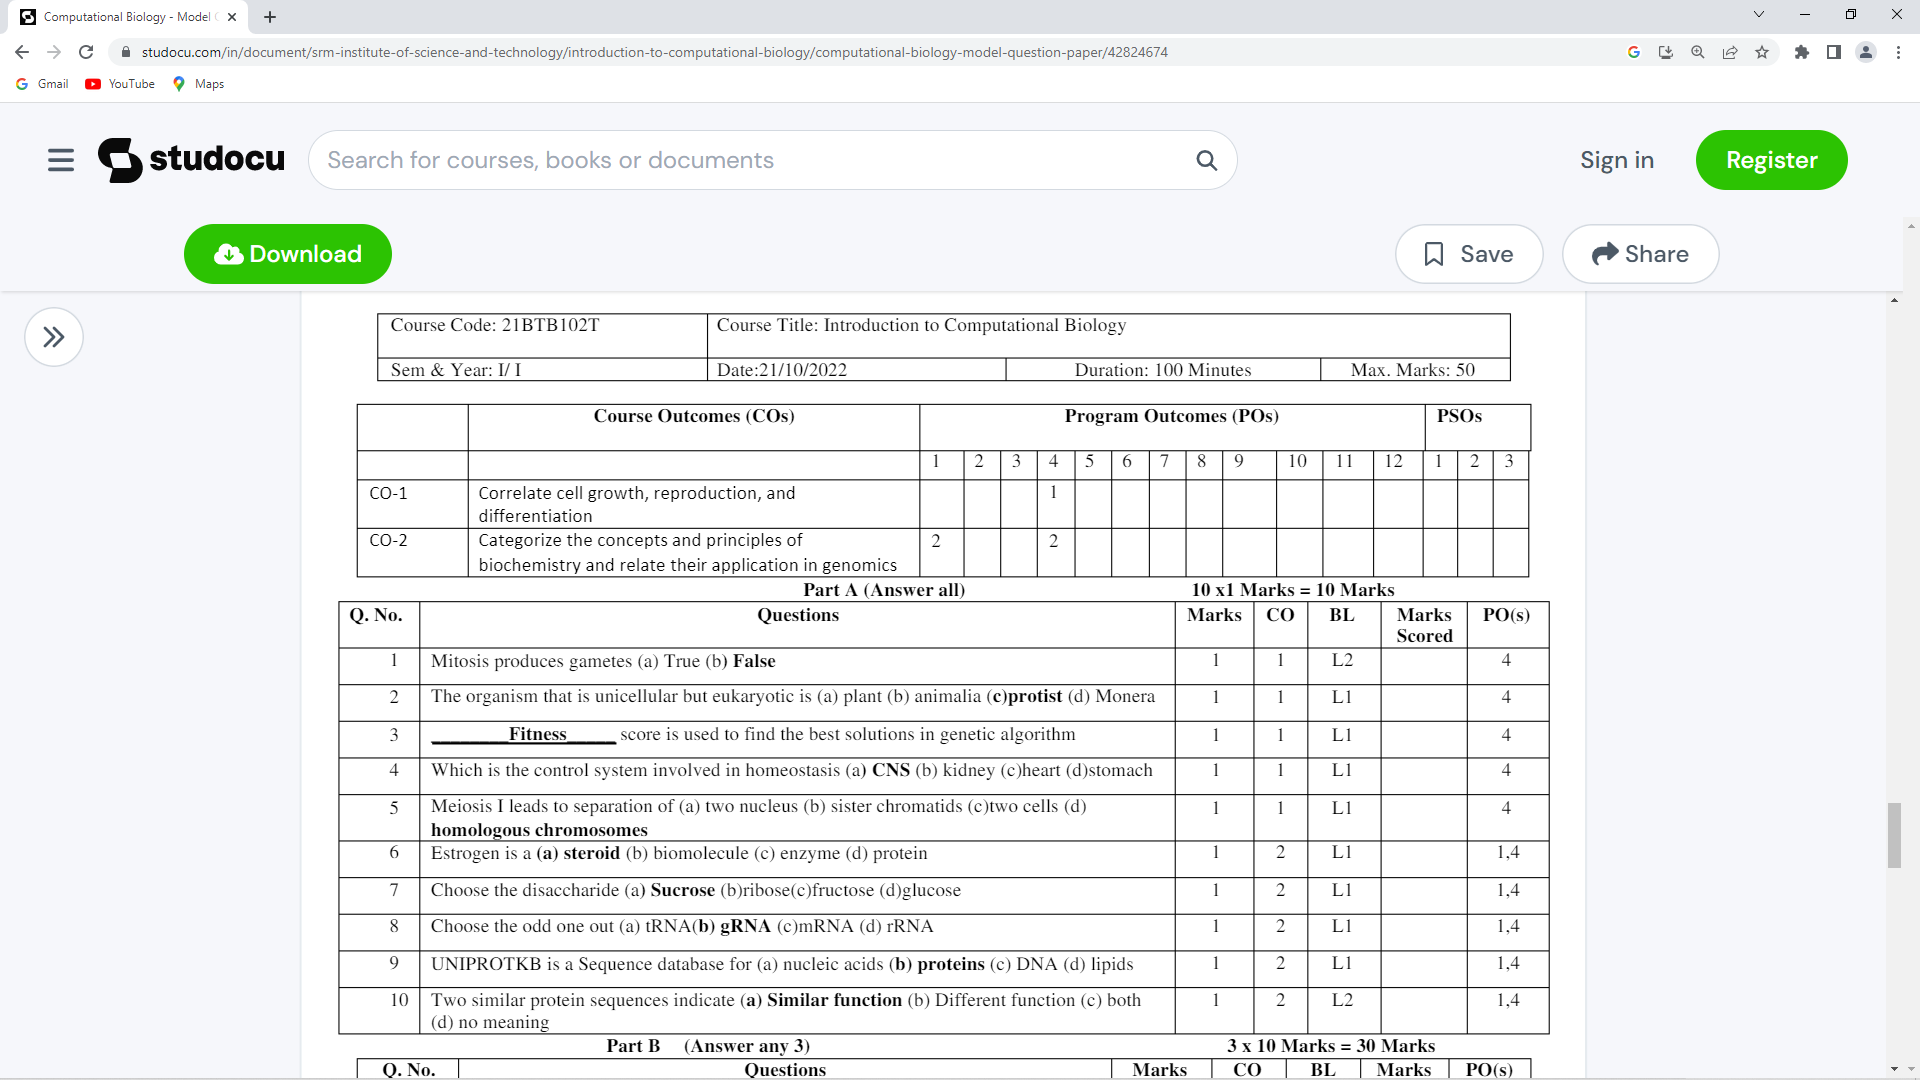 Computational Biology - Model
studocu.com/in/document/srm-institute-of-science-and-technology/introduction-to-computational-biology/computational-biology-model-question-paper/42824674
Gmail YouTube Maps
studocu Search for courses, books or documents Sign in Register
Download Save Share
Course Code: 21BTB102T Course Title: Introduction to Computational Biology
Sem & Year: I/ I Date:21/10/2022 Duration: 100 Minutes Max. Marks: 50
Course Outcomes (COs) Program Outcomes (POs) PSOs
1 2 3 4 5 6 7 8 9 10 11 12 1 2 3
CO-1 Correlate cell growth, reproduction, and 1
differentiation
CO-2 Categorize the concepts and principles of 2 2
biochemistry and relate their application in genomics
Part A (Answer all) 10 x1 Marks = 10 Marks
Q. No. Questions Marks CO BL Marks PO(s)
Scored
1 Mitosis produces gametes (a) True (b) False 1 1 L2 4
2 The organism that is unicellular but eukaryotic is (a) plant (b) animalia (c)protist (d) Monera 1 1 L1 4
3 ________Fitness_____ score is used to find the best solutions in genetic algorithm 1 1 L1 4
4 Which is the control system involved in homeostasis (a) CNS (b) kidney (c)heart (d)stomach 1 1 L1 4
5 Meiosis I leads to separation of (a) two nucleus (b) sister chromatids (c)two cells (d) 1 1 L1 4
homologous chromosomes
6 Estrogen is a (a) steroid (b) biomolecule (c) enzyme (d) protein 1 2 L1 1,4
7 Choose the disaccharide (a) Sucrose (b)ribose(c)fructose (d)glucose 1 2 L1 1,4
8 Choose the odd one out (a) tRNA(b) gRNA (c)mRNA (d) rRNA 1 2 L1 1,4
9 UNIPROTKB is a Sequence database for (a) nucleic acids (b) proteins (c) DNA (d) lipids 1 2 L1 1,4
10 Two similar protein sequences indicate (a) Similar function (b) Different function (c) both 1 2 L2 1,4
(d) no meaning
Part B (Answer any 3) 3 x 10 Marks = 30 Marks
Q. No. Questions Marks CO BL Marks PO(s)